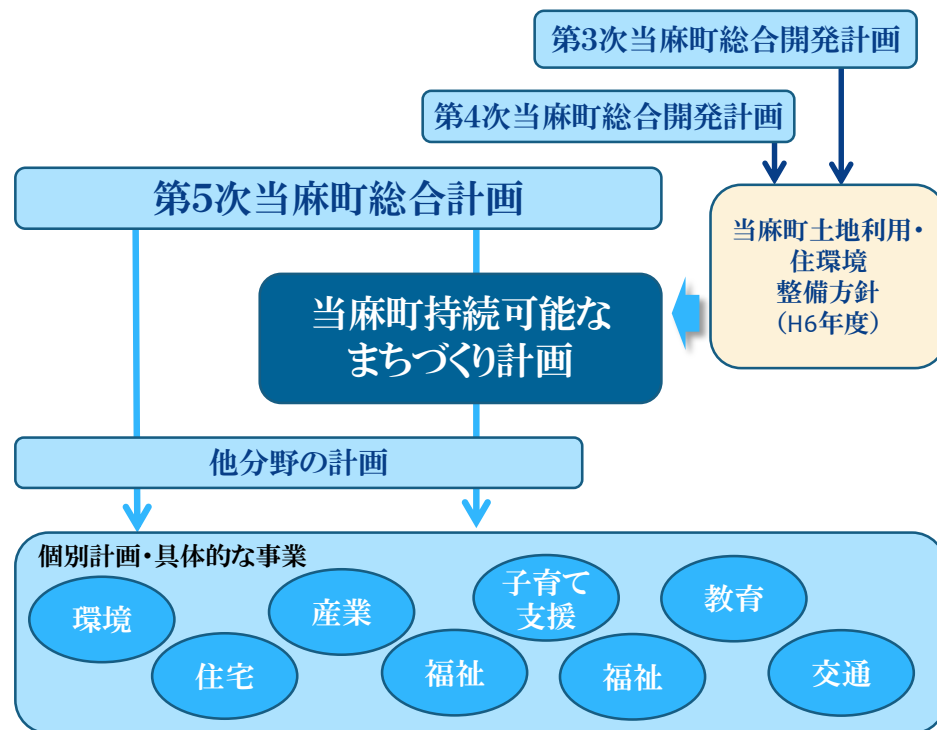 第3次当麻町総合開発計画
第4次当麻町総合開発計画
第5次当麻町総合計画
当麻町土地利用・
住環境
整備方針
（H6年度）
当麻町持続可能な
まちづくり計画
他分野の計画
個別計画・具体的な事業
環境
住宅
産業
福祉
子育て
支援
福祉
教育
交通